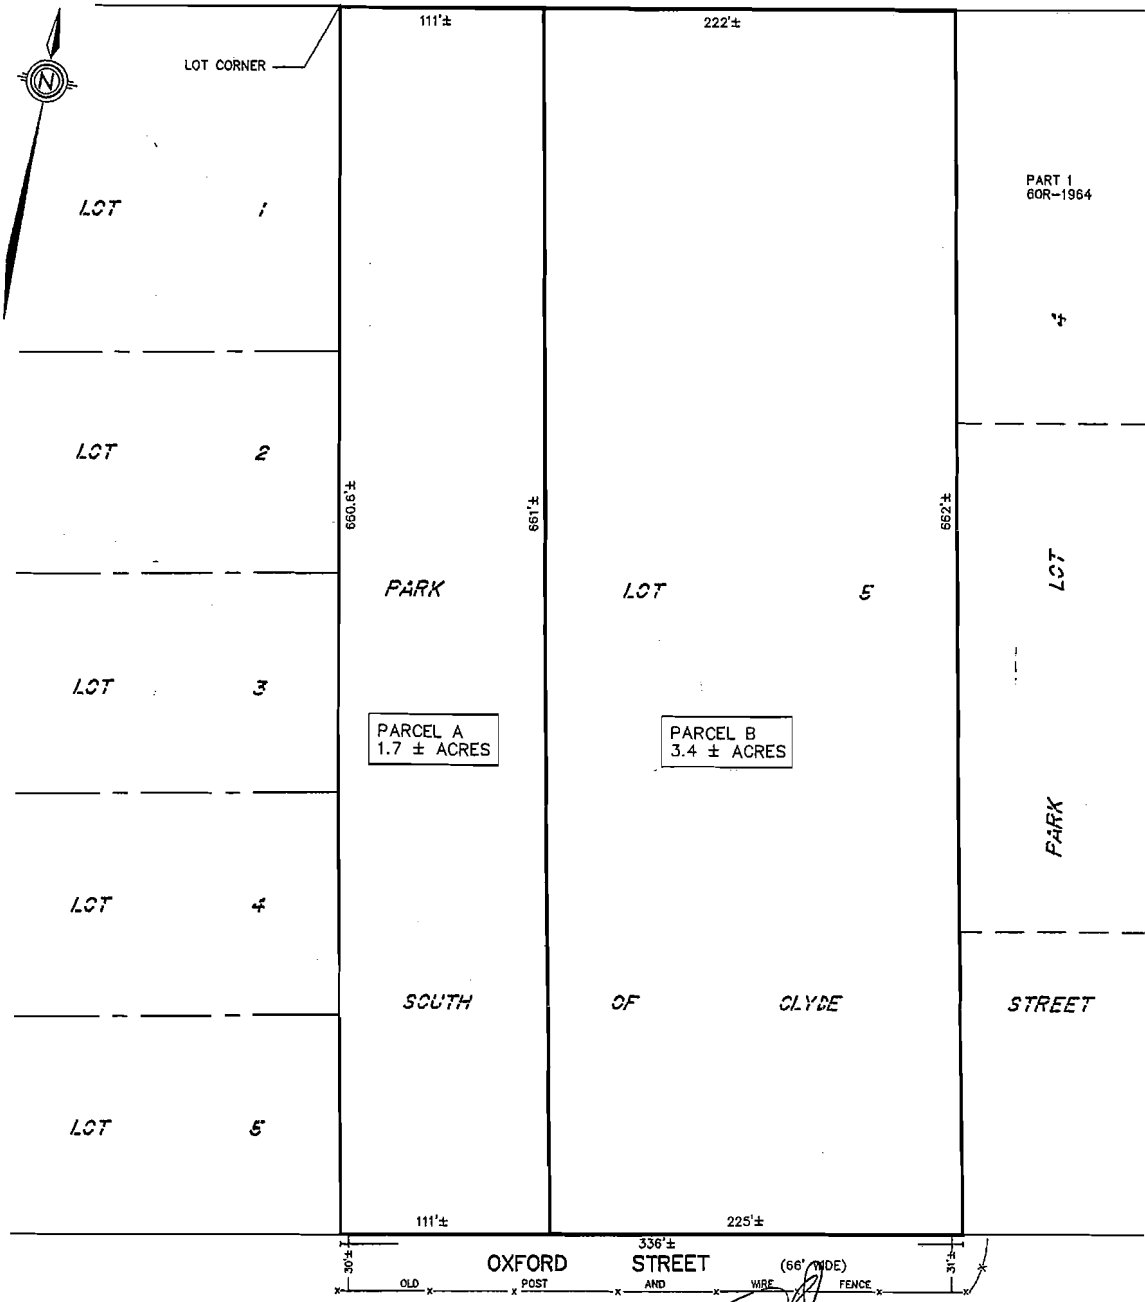 111'±
222'±
LOT CORNER
N
PART 1
60R-1964
LOT 1
4
LOT 2
660.6'±
661'±
662'±
LOT
PARK LOT 5
LOT 3
PARCEL A
1.7 ± ACRES
PARCEL B
3.4 ± ACRES
PARK
LOT 4
SOUTH OF CLYDE STREET
LOT 5
111'±
225'±
336'±
OXFORD STREET (66' WIDE)
30'±
31'±
OLD POST AND WIRE FENCE